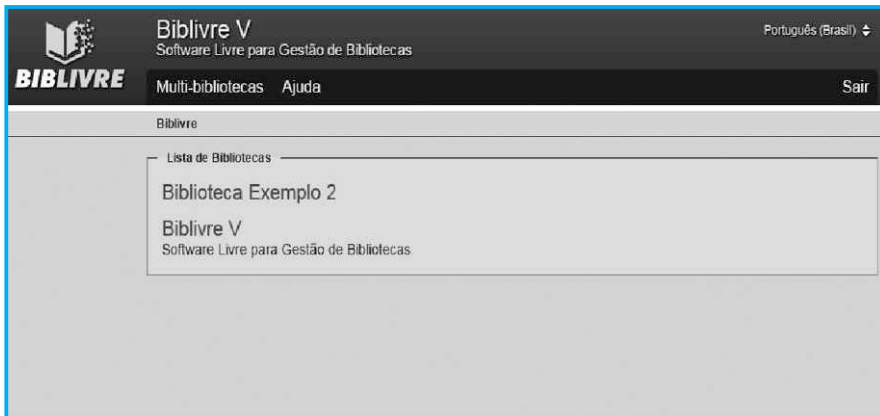 BIBLIVRE
Biblivre V
Software Livre para Gestão de Bibliotecas
Português (Brasil)
Multi-bibliotecas Ajuda Sair
Biblivre
Lista de Bibliotecas
Biblioteca Exemplo 2
Biblivre V
Software Livre para Gestão de Bibliotecas